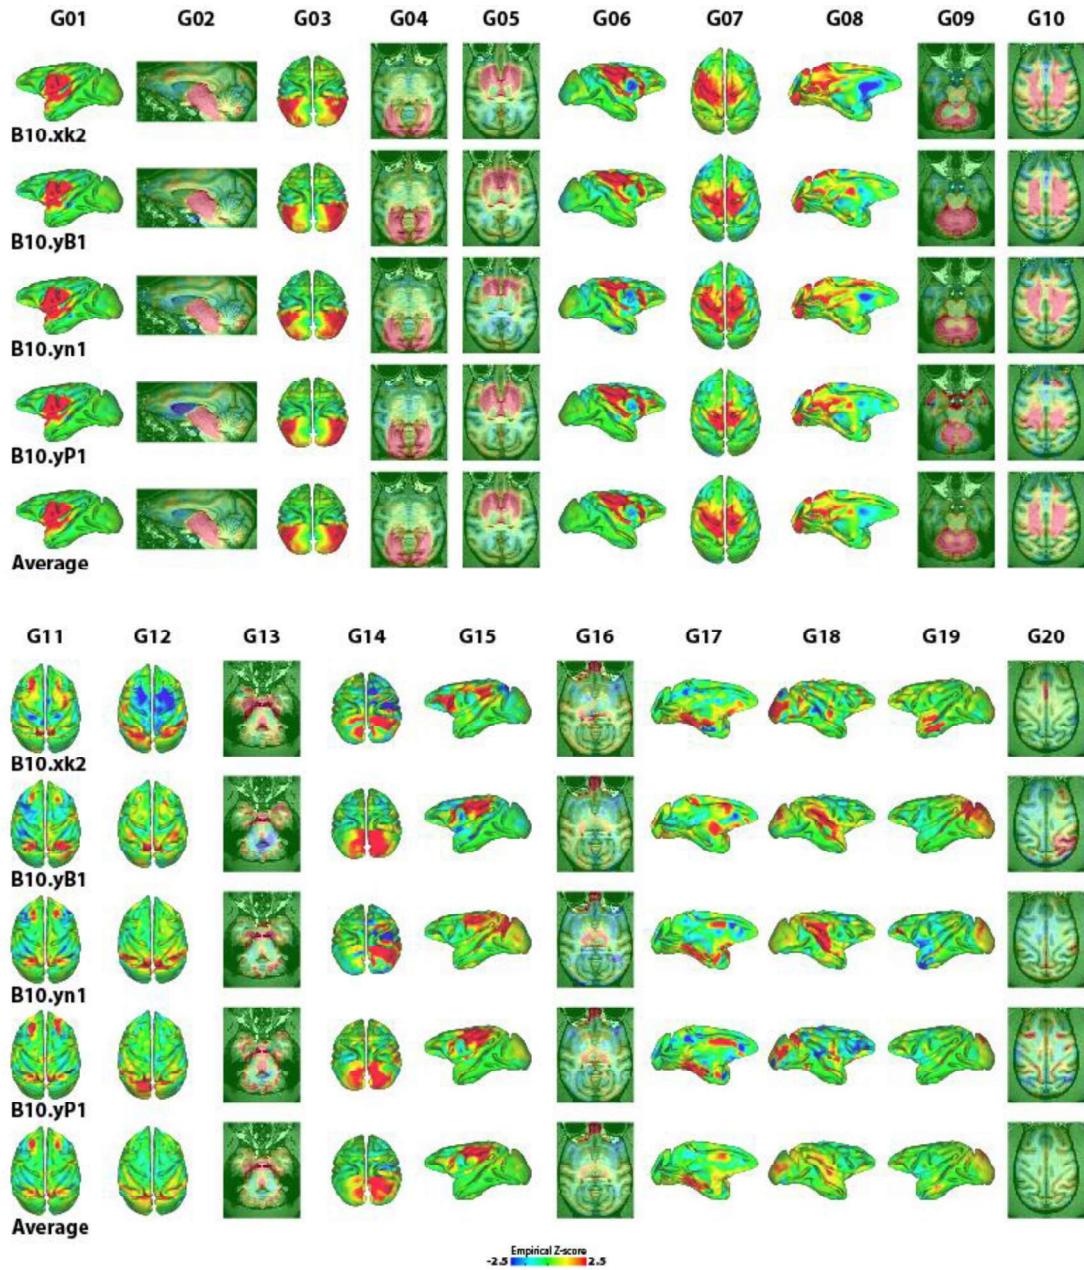 G01 G02 G03 G04 G05 G06 G07 G08 G09 G10
B10.xk2
B10.yB1
B10.yn1
B10.yP1
Average
G11 G12 G13 G14 G15 G16 G17 G18 G19 G20
B10.xk2
B10.yB1
B10.yn1
B10.yP1
Average
Empirical Z-score
-2.5 2.5